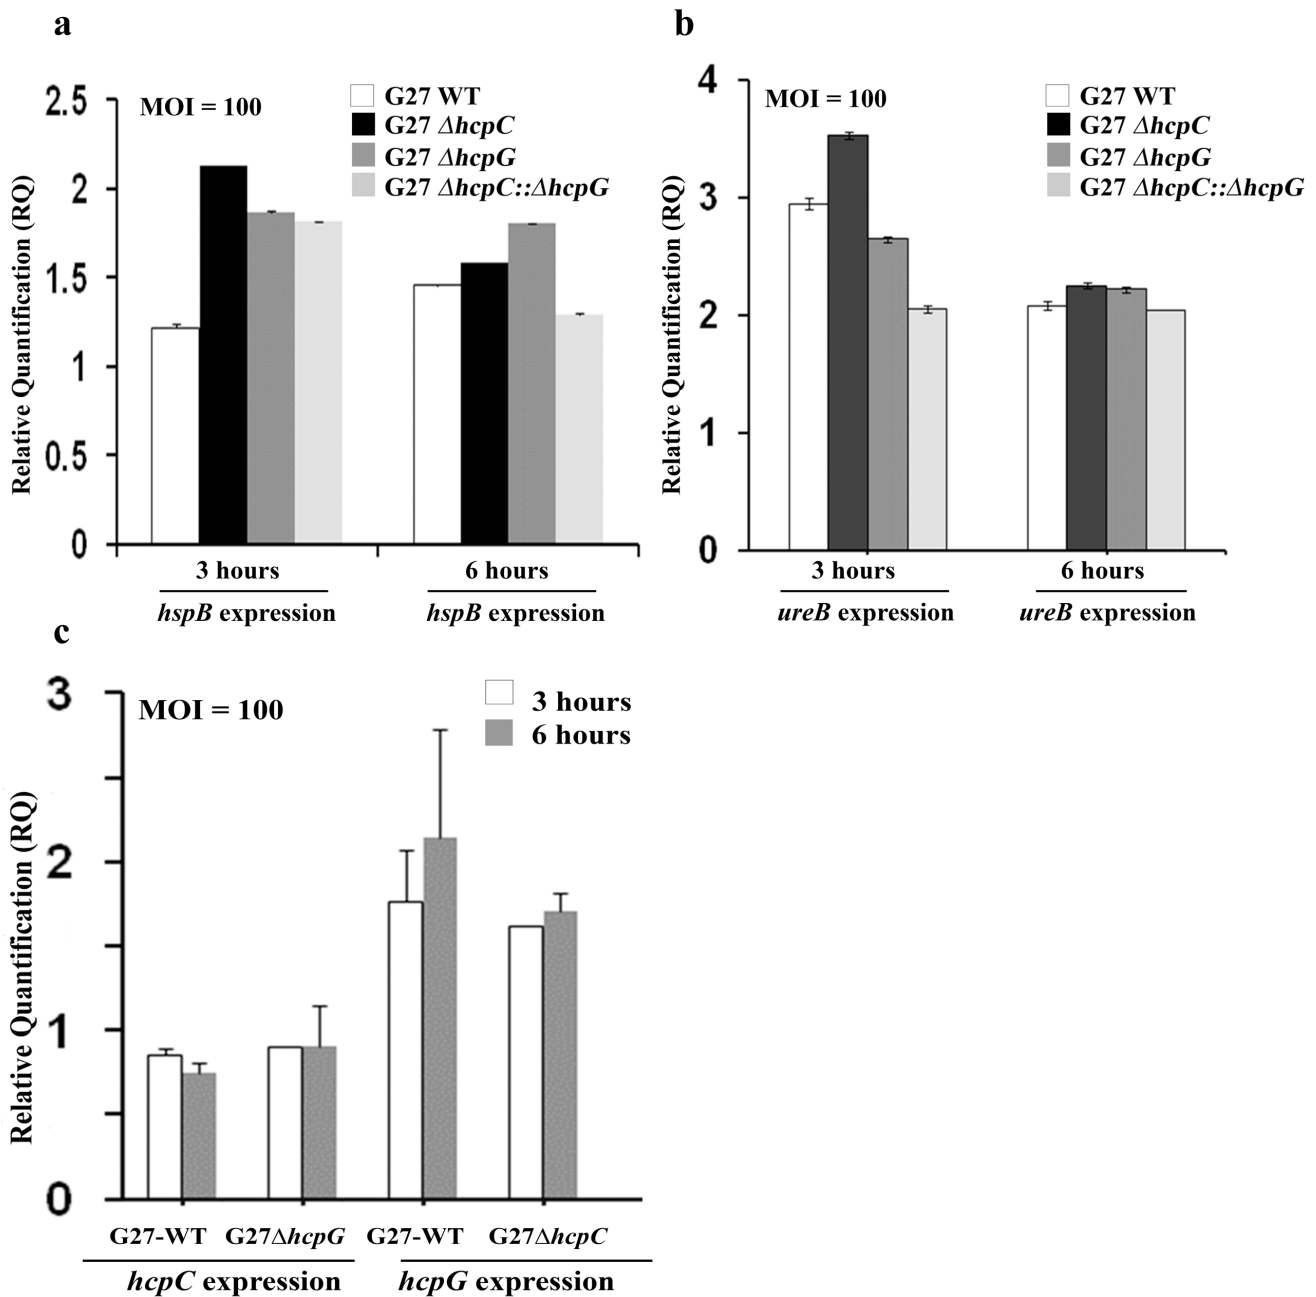 a
2.5
2
1.5
1
0.5
0
Relative Quantification (RQ)
MOI = 100
G27 WT
G27 ΔhcpC
G27 ΔhcpG
G27 ΔhcpC::ΔhcpG
3 hours
6 hours
hspB expression
hspB expression
b
4
3
2
1
0
Relative Quantification (RQ)
MOI = 100
G27 WT
G27 ΔhcpC
G27 ΔhcpG
G27 ΔhcpC::ΔhcpG
3 hours
6 hours
ureB expression
ureB expression
c
3
2
1
0
Relative Quantification (RQ)
MOI = 100
3 hours
6 hours
G27-WT
G27ΔhcpG
G27-WT
G27ΔhcpC
hcpC expression
hcpG expression